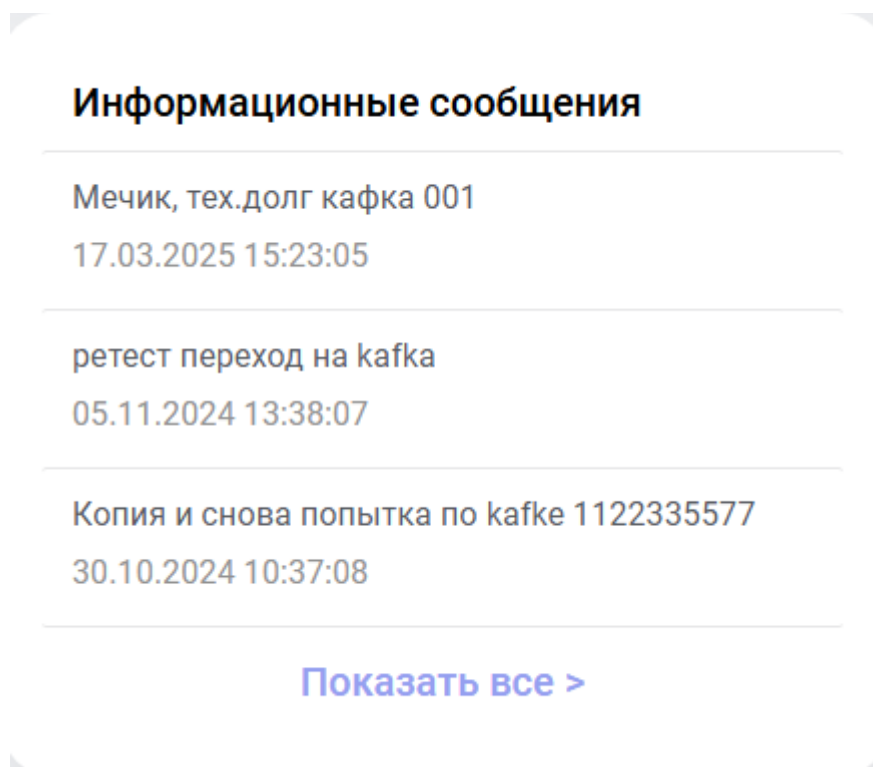 Информационные сообщения
Мечик, тех.долг кафка 001
17.03.2025 15:23:05
ретест переход на kafka
05.11.2024 13:38:07
Копия и снова попытка по kafke 1122335577
30.10.2024 10:37:08
Показать все >